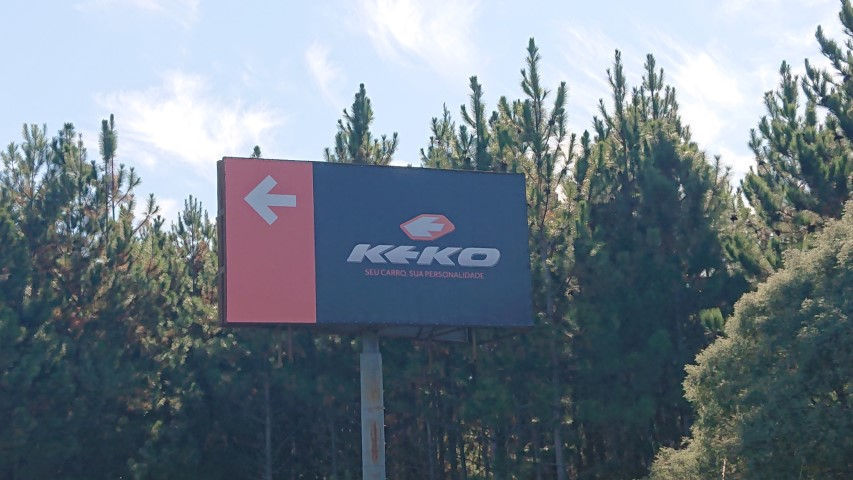 KEKO
SEU CARRO. SUA PERSONALIDADE